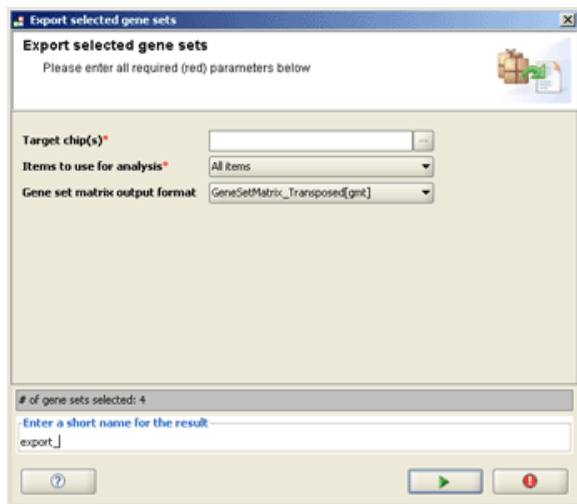 Export selected gene sets
Export selected gene sets
Please enter all required (red) parameters below
Target chip(s)*
...
Items to use for analysis*
All items
Gene set matrix output format
GeneSetMatrix_Transposed[gmt]
# of gene sets selected: 4
Enter a short name for the result
export_